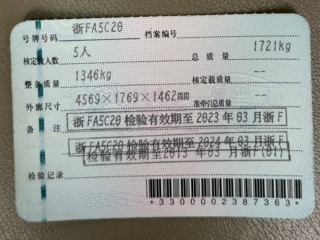 号牌号码 浙FA5C20 档案编号
核定载人数 5人 总质量 1721kg
整备质量 1346kg 核定载质量 --
外廓尺寸 4569×1769×1462mm 准牵引总质量 --
备注 浙FA5C20检验有效期至2023年03月浙F
浙FA5C20检验有效期至2024年03月浙F
检验有效期至2013年03月浙F(01)
检验记录
*3300002387363*